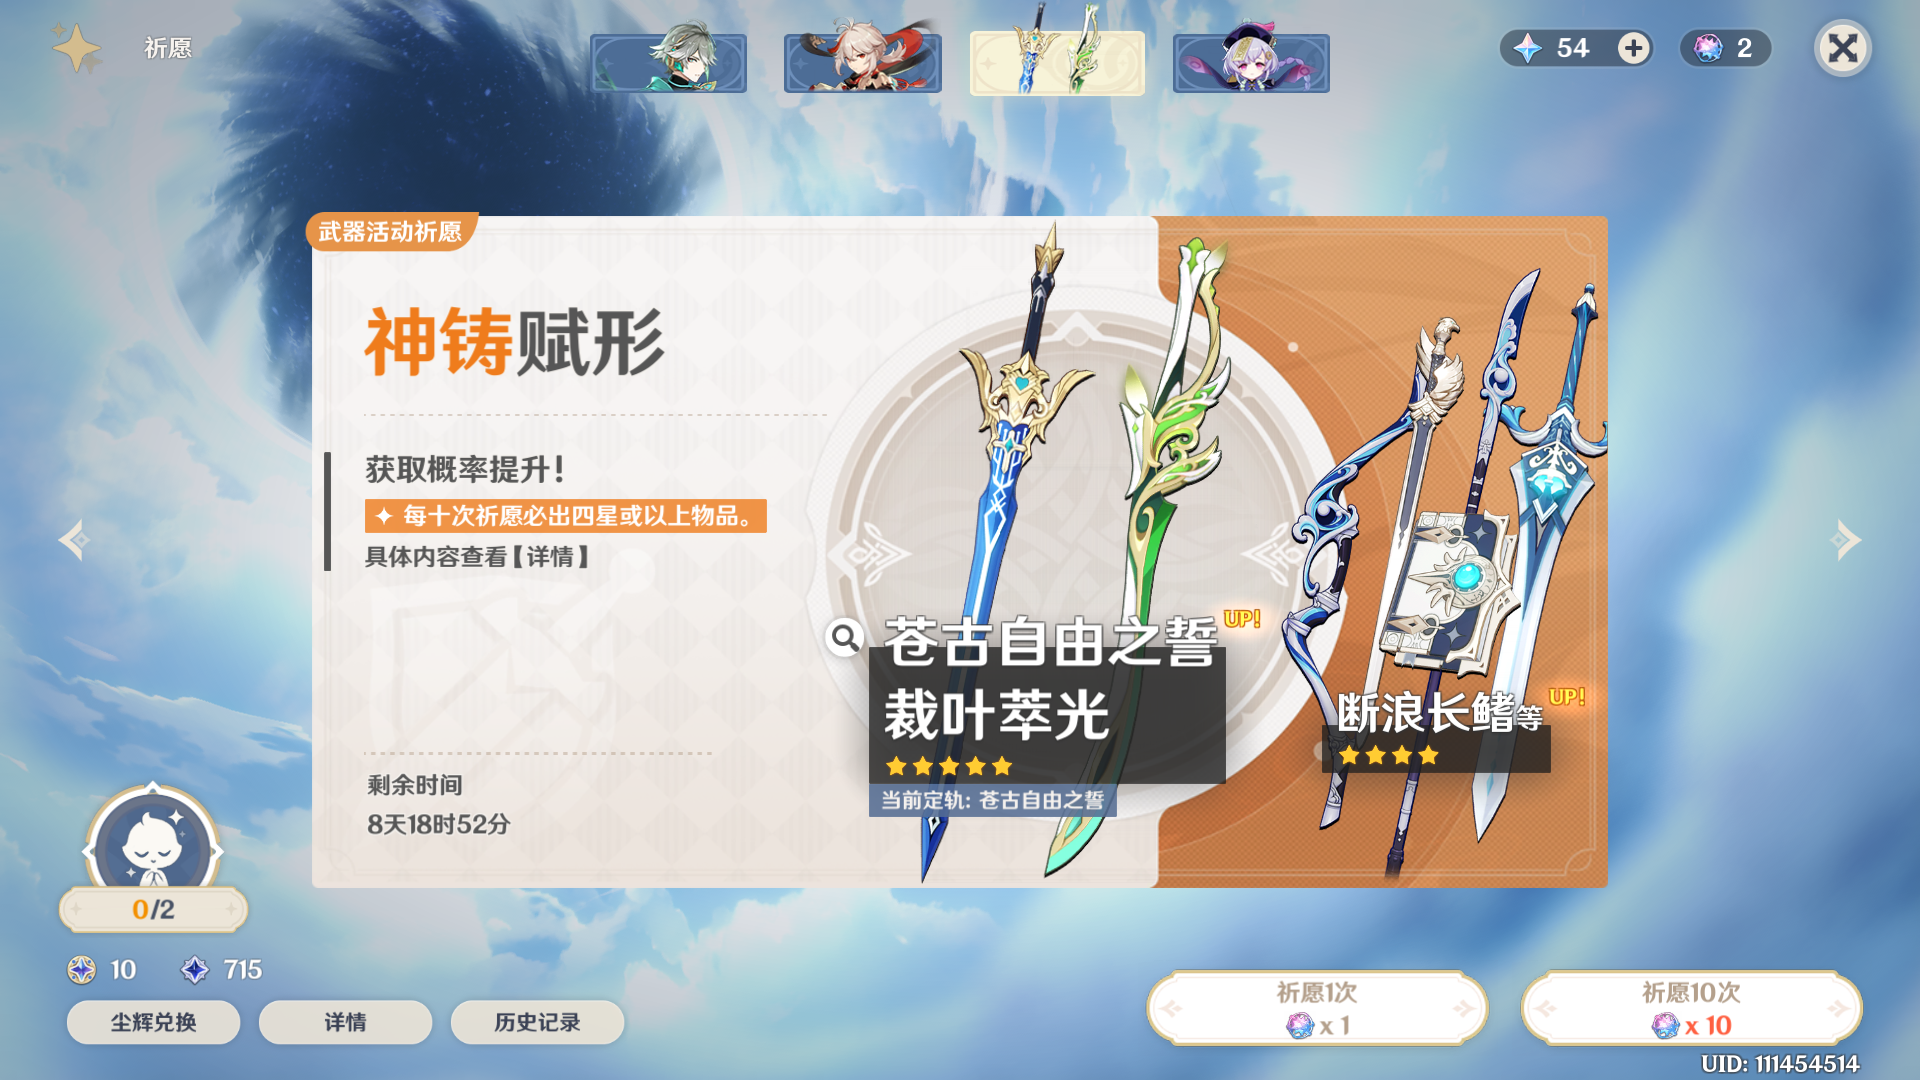 祈愿
54
2
武器活动祈愿
神铸赋形
获取概率提升！
每十次祈愿必出四星或以上物品。
具体内容查看【详情】
剩余时间
8天18时52分
苍古自由之誓 UP!
裁叶萃光
当前定轨: 苍古自由之誓
断浪长鳍等 UP!
0/2
10
715
尘辉兑换
详情
历史记录
祈愿1次
x 1
祈愿10次
x 10
UID: 111454514